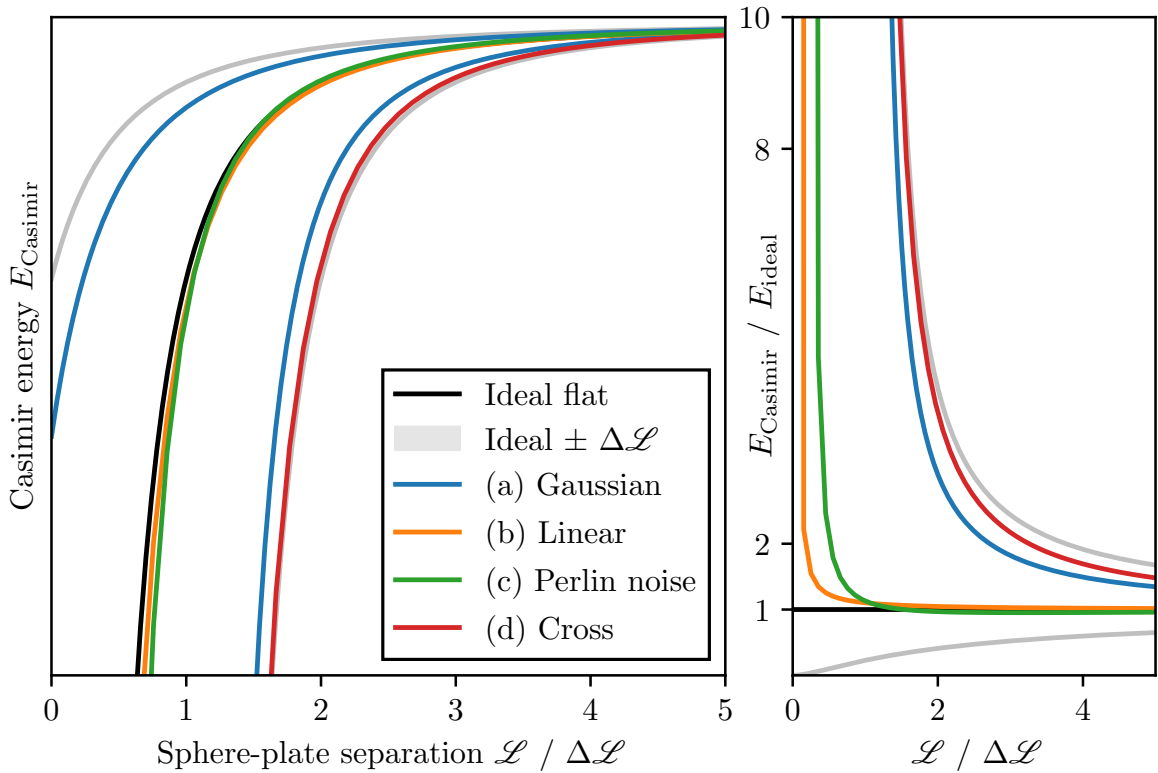 Casimir energy E_Casimir
0 1 2 3 4 5
Sphere-plate separation ℒ / Δℒ
Ideal flat
Ideal ± Δℒ
(a) Gaussian
(b) Linear
(c) Perlin noise
(d) Cross
E_Casimir / E_ideal
10
8
2
1
0 2 4
ℒ / Δℒ